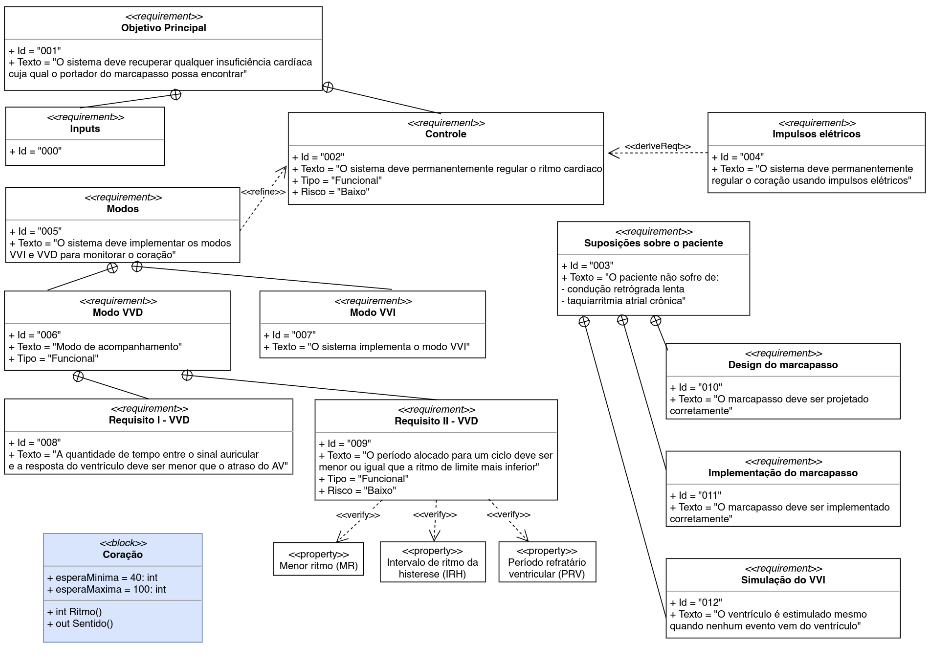 <<requirement>>
Objetivo Principal
+ Id = "001"
+ Texto = "O sistema deve recuperar qualquer insuficiência cardíaca
cuja qual o portador do marcapasso possa encontrar"
<<requirement>>
Inputs
+ Id = "000"
<<requirement>>
Controle
+ Id = "002"
+ Texto = "O sistema deve permanentemente regular o ritmo cardiaco
+ Tipo = "Funcional"
+ Risco = "Baixo"
<<deriveReqt>>
<<requirement>>
Impulsos elétricos
+ Id = "004"
+ Texto = "O sistema deve permanentemente
regular o coração usando impulsos elétricos"
<<refine>>
<<requirement>>
Modos
+ Id = "005"
+ Texto = "O sistema deve implementar os modos
VVI e VVD para monitorar o coração"
<<requirement>>
Suposições sobre o paciente
+ Id = "003"
+ Texto = "O paciente não sofre de:
- condução retrógrada lenta
- taquiarritmia atrial crônica"
<<requirement>>
Modo VVD
+ Id = "006"
+ Texto = "Modo de acompanhamento"
+ Tipo = "Funcional"
<<requirement>>
Modo VVI
+ Id = "007"
+ Texto = "O sistema implementa o modo VVI"
<<requirement>>
Design do marcapasso
+ Id = "010"
+ Texto = "O marcapasso deve ser projetado
corretamente"
<<requirement>>
Requisito I - VVD
+ Id = "008"
+ Texto = "A quantidade de tempo entre o sinal auricular
e a resposta do ventrículo deve ser menor que o atraso do AV"
<<requirement>>
Requisito II - VVD
+ Id = "009"
+ Texto = "O período alocado para um ciclo deve ser
menor ou igual que a ritmo de limite mais inferior"
+ Tipo = "Funcional"
+ Risco = "Baixo"
<<requirement>>
Implementação do marcapasso
+ Id = "011"
+ Texto = "O marcapasso deve ser implementado
corretamente"
<<verify>>
<<verify>>
<<verify>>
<<property>>
Menor ritmo (MR)
<<property>>
Intervalo de ritmo da
histerese (IRH)
<<property>>
Período refratário
ventricular (PRV)
<<block>>
Coração
+ esperaMinima = 40: int
+ esperaMaxima = 100: int
+ int Ritmo()
+ out Sentido()
<<requirement>>
Simulação do VVI
+ Id = "012"
+ Texto = "O ventrículo é estimulado mesmo
quando nenhum evento vem do ventrículo"